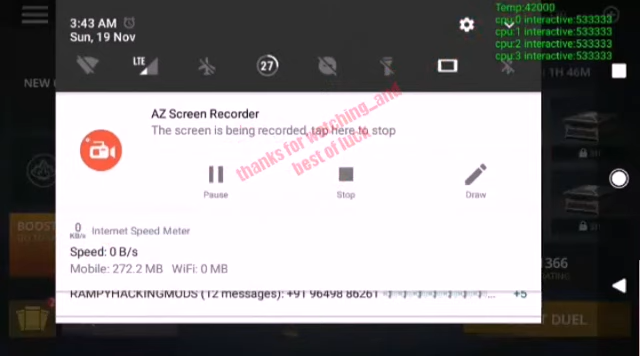 3:43 AM
Sun, 19 Nov
Temp:42000
cpu:0 interactive:533333
cpu:1 interactive:533333
cpu:2 interactive:533333
cpu:3 interactive:533333
LTE
27
1H 46M
NEW
AZ Screen Recorder
The screen is being recorded, tap here to stop
thanks for watching_and
best of luck
Pause
Stop
Draw
BOOST
0
KB/s
Internet Speed Meter
Speed: 0 B/s
Mobile: 272.2 MB WiFi: 0 MB
1366
RAMPYHACKINGMODS (12 messages): +91 96498 86261
+5
DUEL